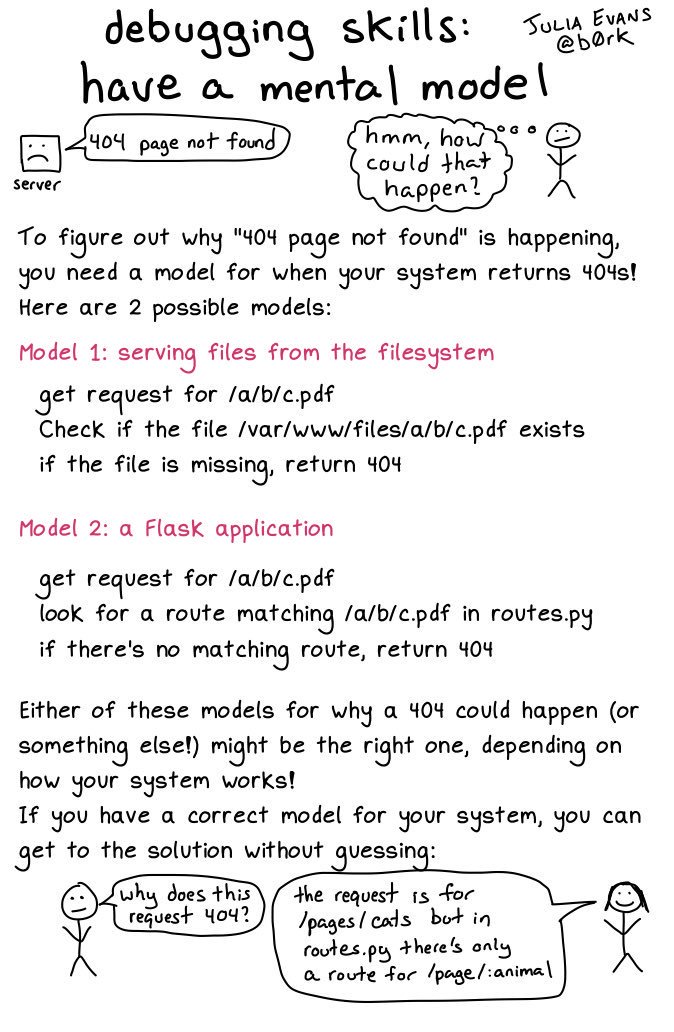 debugging skills:
have a mental model
JULIA EVANS
@b0rk
404 page not found
server
hmm, how
could that
happen?
To figure out why "404 page not found" is happening,
you need a model for when your system returns 404s!
Here are 2 possible models:
Model 1: serving files from the filesystem
get request for /a/b/c.pdf
Check if the file /var/www/files/a/b/c.pdf exists
if the file is missing, return 404
Model 2: a Flask application
get request for /a/b/c.pdf
look for a route matching /a/b/c.pdf in routes.py
if there's no matching route, return 404
Either of these models for why a 404 could happen (or
something else!) might be the right one, depending on
how your system works!
If you have a correct model for your system, you can
get to the solution without guessing:
why does this
request 404?
the request is for
/pages/cats but in
routes.py there's only
a route for /page/:animal